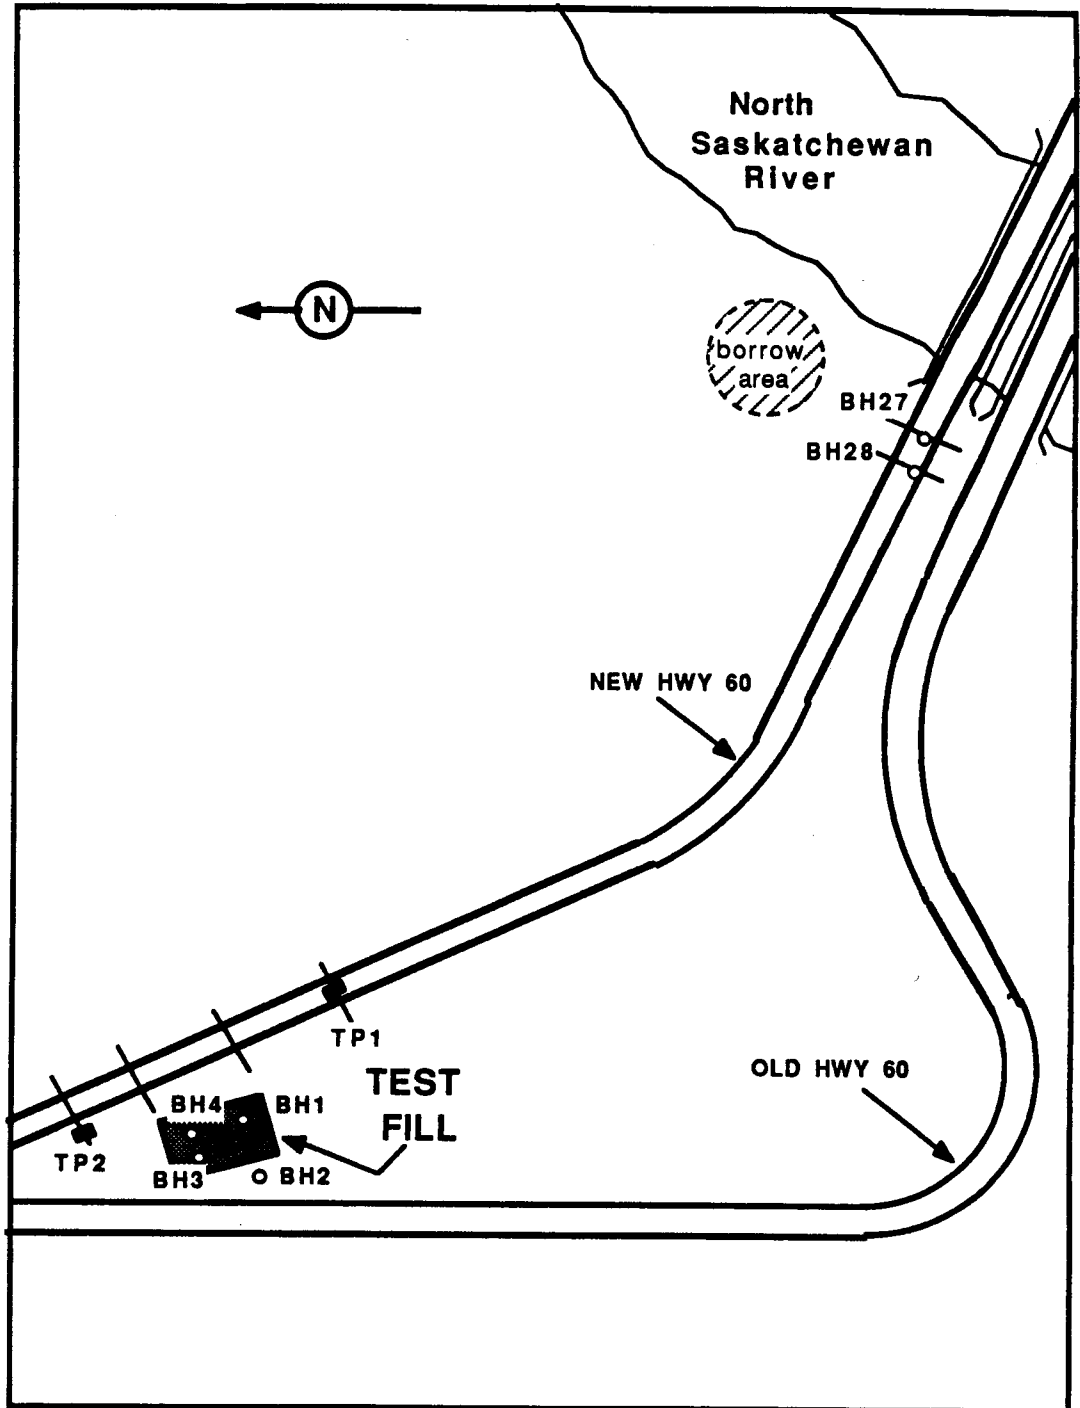 North
Saskatchewan
River
N
borrow
area
BH27
BH28
NEW HWY 60
TP1
OLD HWY 60
TEST
FILL
BH4
BH1
TP2
BH3
BH2